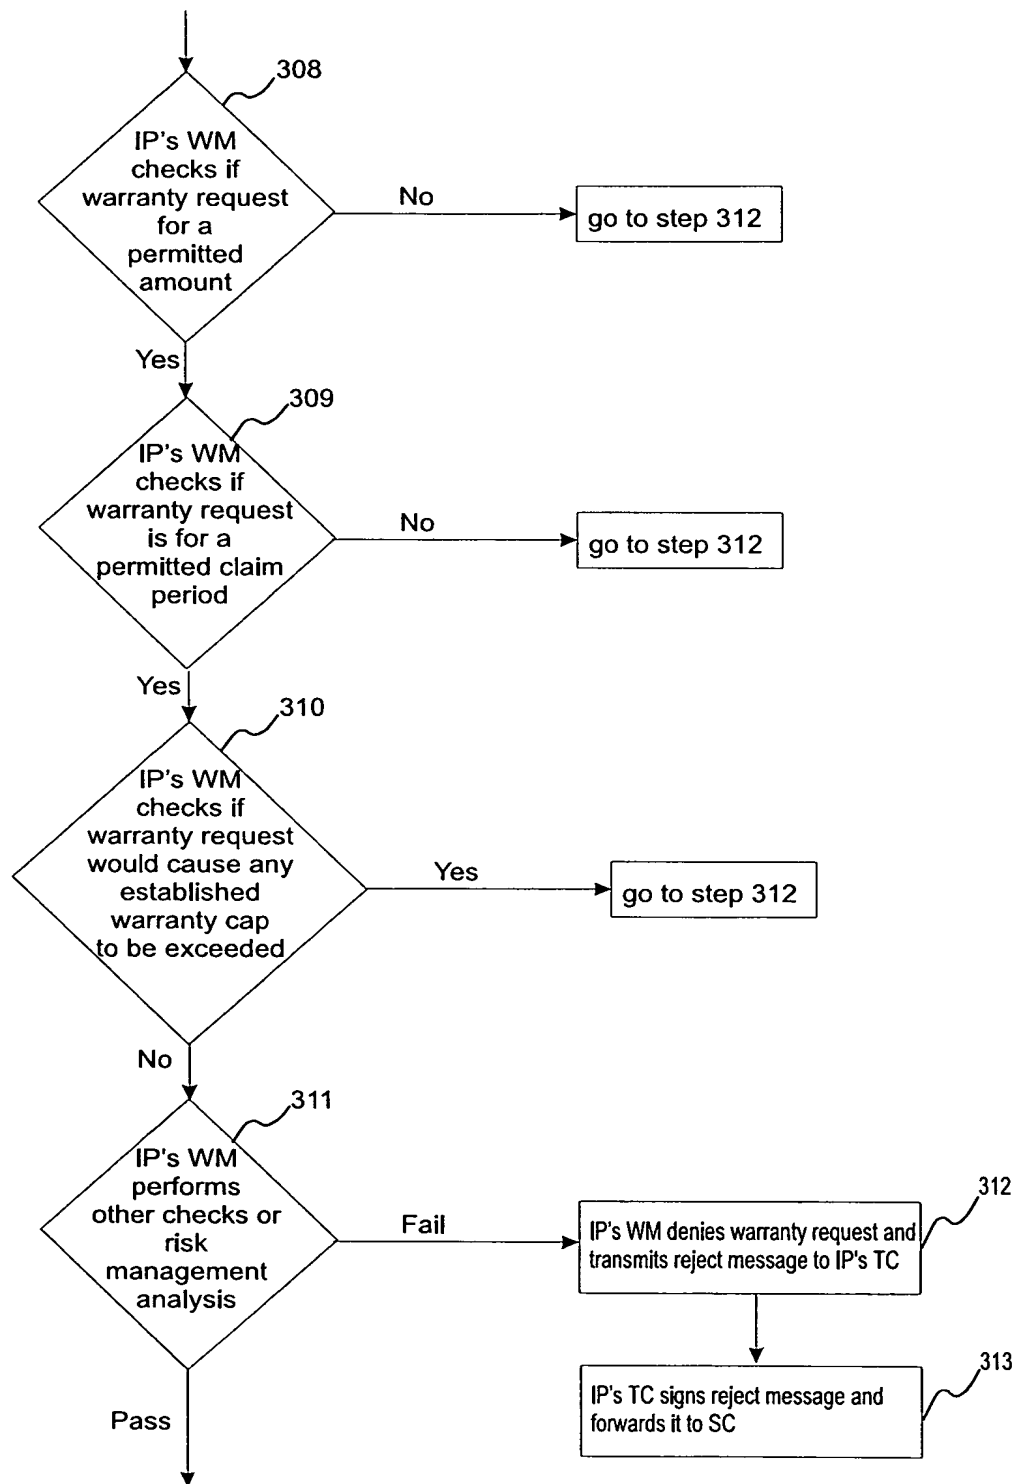 308
IP's WM
checks if
warranty request
for a
permitted
amount
No
go to step 312
Yes
309
IP's WM
checks if
warranty request
is for a
permitted claim
period
No
go to step 312
Yes
310
IP's WM
checks if
warranty request
would cause any
established
warranty cap
to be exceeded
Yes
go to step 312
No
311
IP's WM
performs
other checks or
risk
management
analysis
Fail
312
IP's WM denies warranty request and
transmits reject message to IP's TC
313
IP's TC signs reject message and
forwards it to SC
Pass